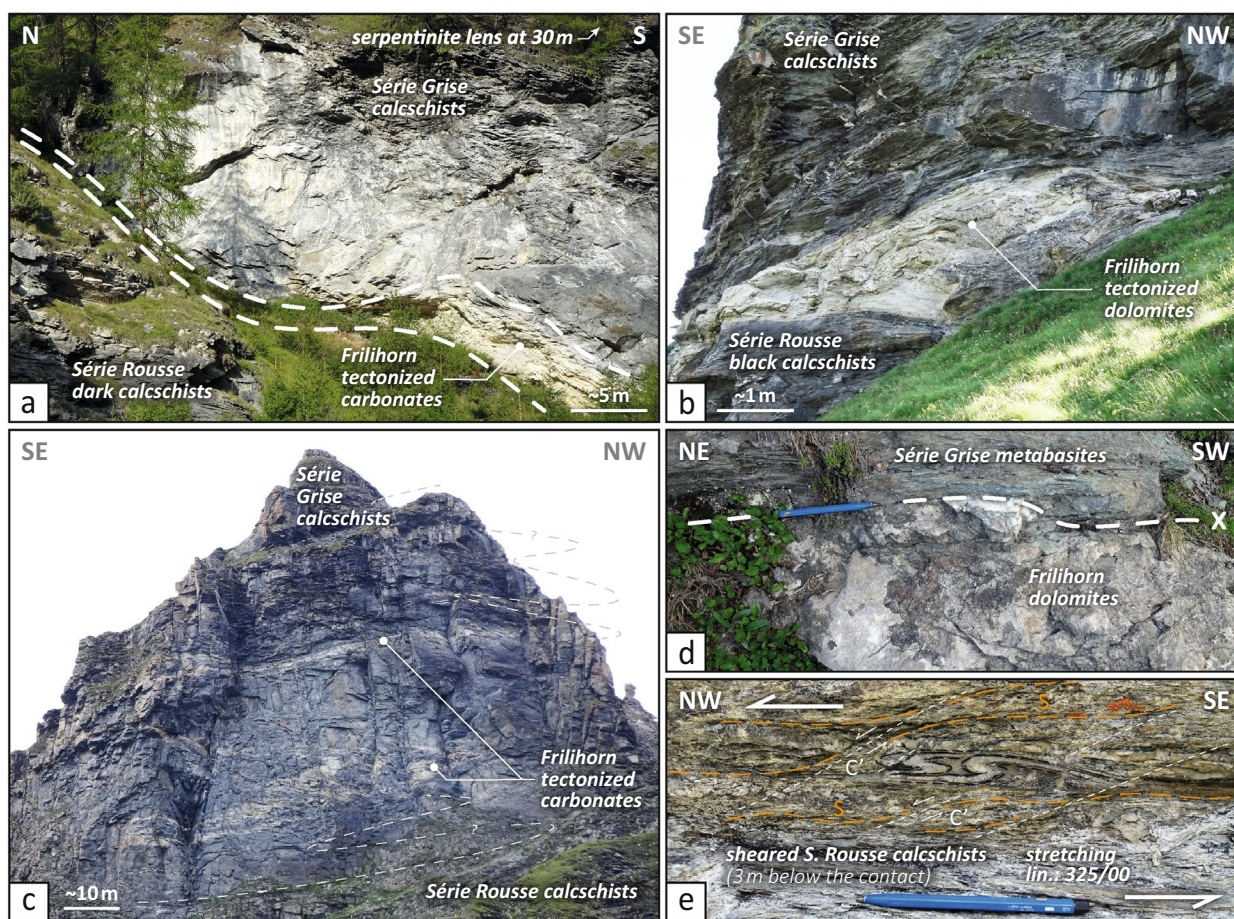 N
serpentinite lens at 30 m
S
Série Grise
calcschists
Série Rousse
dark calcschists
Frilihorn
tectonized
carbonates
~5 m
a
SE
NW
Série Grise
calcschists
Frilihorn
tectonized
dolomites
Série Rousse
black calcschists
~1 m
b
SE
NW
Série
Grise
calcschists
?
Frilihorn
tectonized
carbonates
?
~10 m
Série Rousse calcschists
c
NE
SW
Série Grise metabasites
X
Frilihorn
dolomites
d
NW
SE
S
C'
S
C'
sheared S. Rousse calcschists
(3 m below the contact)
stretching
lin.: 325/00
e